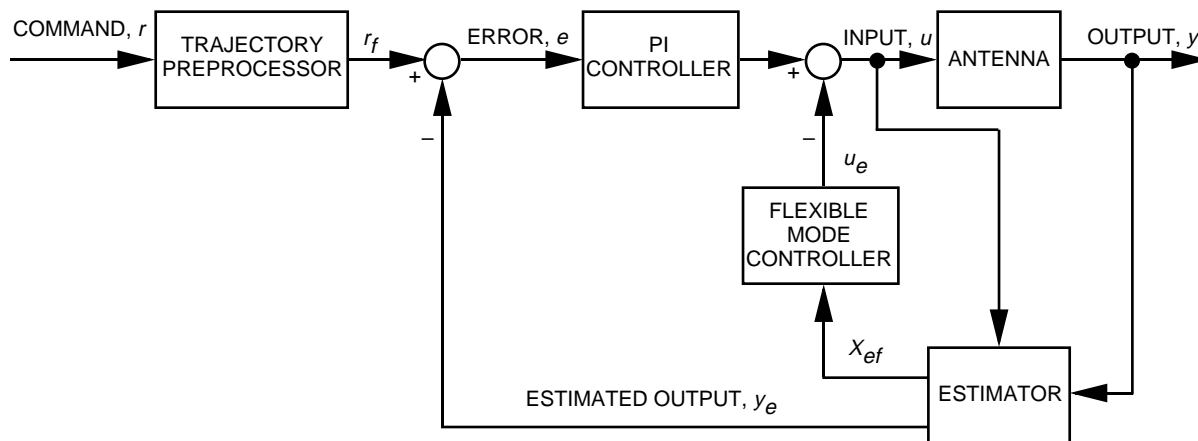 COMMAND, r
TRAJECTORY
PREPROCESSOR
r_f
+
−
ERROR, e
PI
CONTROLLER
+
−
INPUT, u
ANTENNA
OUTPUT, y
u_e
FLEXIBLE
MODE
CONTROLLER
X_ef
ESTIMATOR
ESTIMATED OUTPUT, y_e